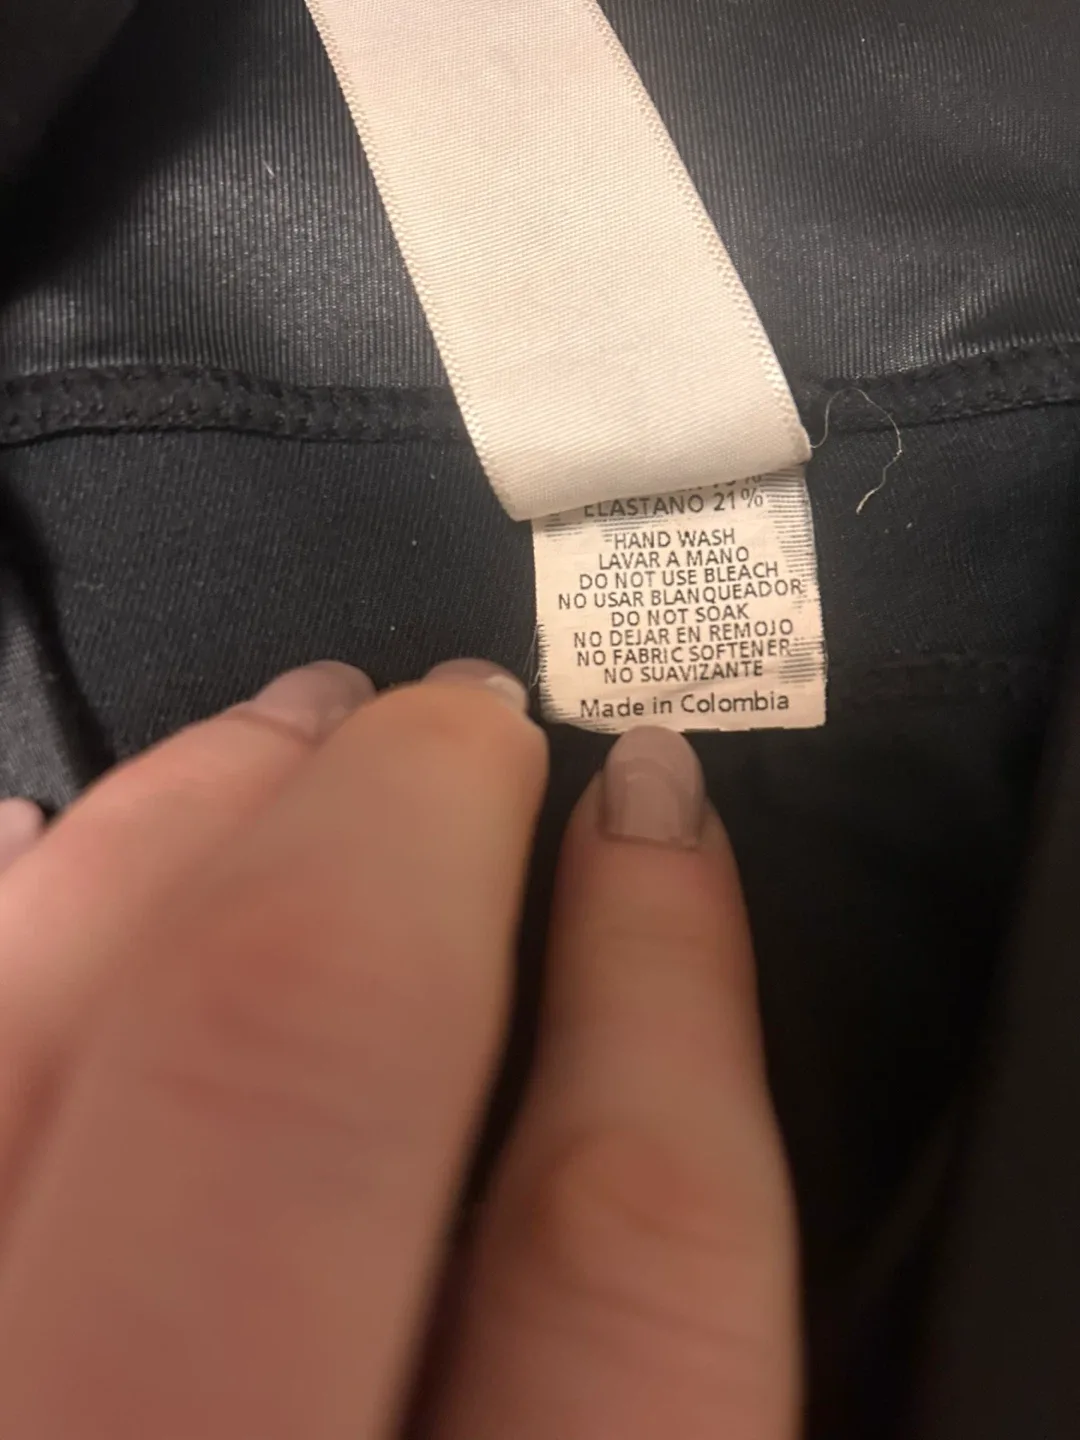 ELASTANO 21%
HAND WASH
LAVAR A MANO
DO NOT USE BLEACH
NO USAR BLANQUEADOR
DO NOT SOAK
NO DEJAR EN REMOJO
NO FABRIC SOFTENER
NO SUAVIZANTE
Made in Colombia